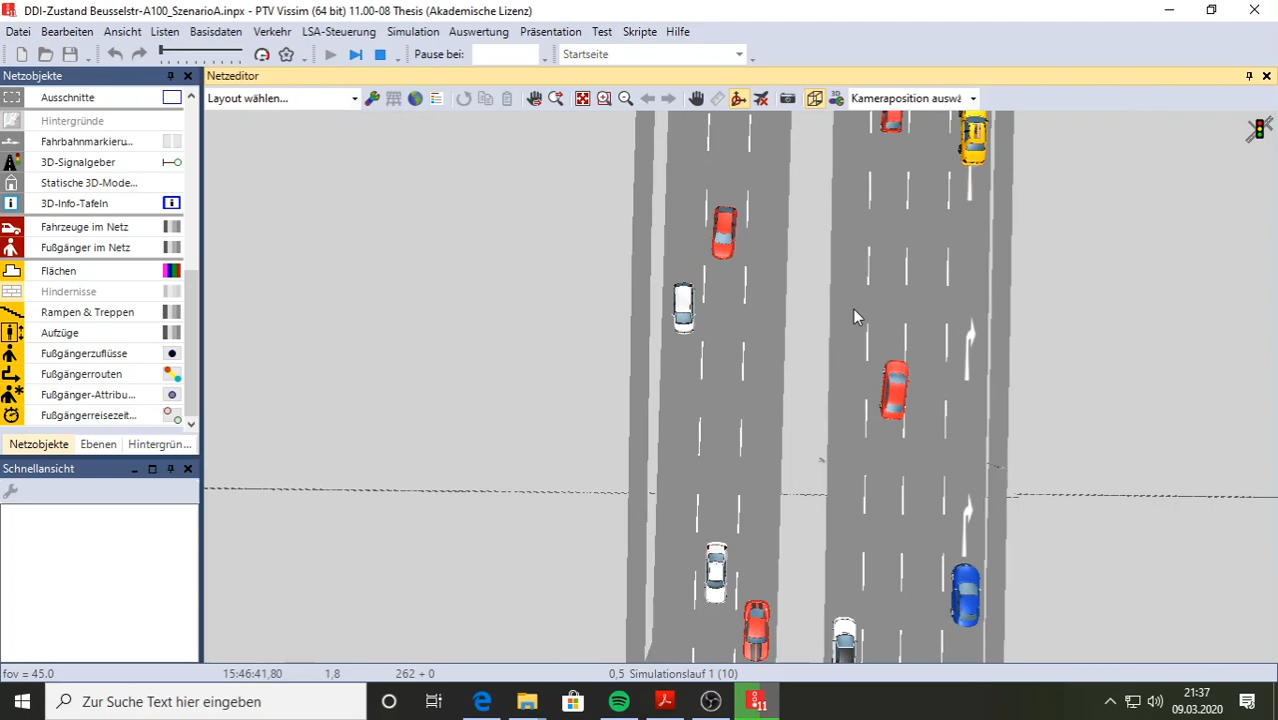 DDI-Zustand Beusselstr-A100_SzenarioA.inpx - PTV Vissim (64 bit) 11.00-08 Thesis (Akademische Lizenz)
Datei Bearbeiten Ansicht Listen Basisdaten Verkehr LSA-Steuerung Simulation Auswertung Präsentation Test Skripte Hilfe
Pause bei: Startseite
Netzobjekte
Netzeditor
Layout wählen...
3D
Kameraposition auswä
Ausschnitte
Hintergründe
Fahrbahnmarkieru...
3D-Signalgeber
Statische 3D-Mode...
3D-Info-Tafeln
Fahrzeuge im Netz
Fußgänger im Netz
Flächen
Hindernisse
Rampen & Treppen
Aufzüge
Fußgängerzuflüsse
Fußgängerrouten
Fußgänger-Attribu...
Fußgängerreisezeit...
Netzobjekte Ebenen Hintergrün...
Schnellansicht
fov = 45.0 15:46:41,80 1,8 262 + 0 0,5 Simulationslauf 1 (10)
Zur Suche Text hier eingeben
11
21:37
09.03.2020